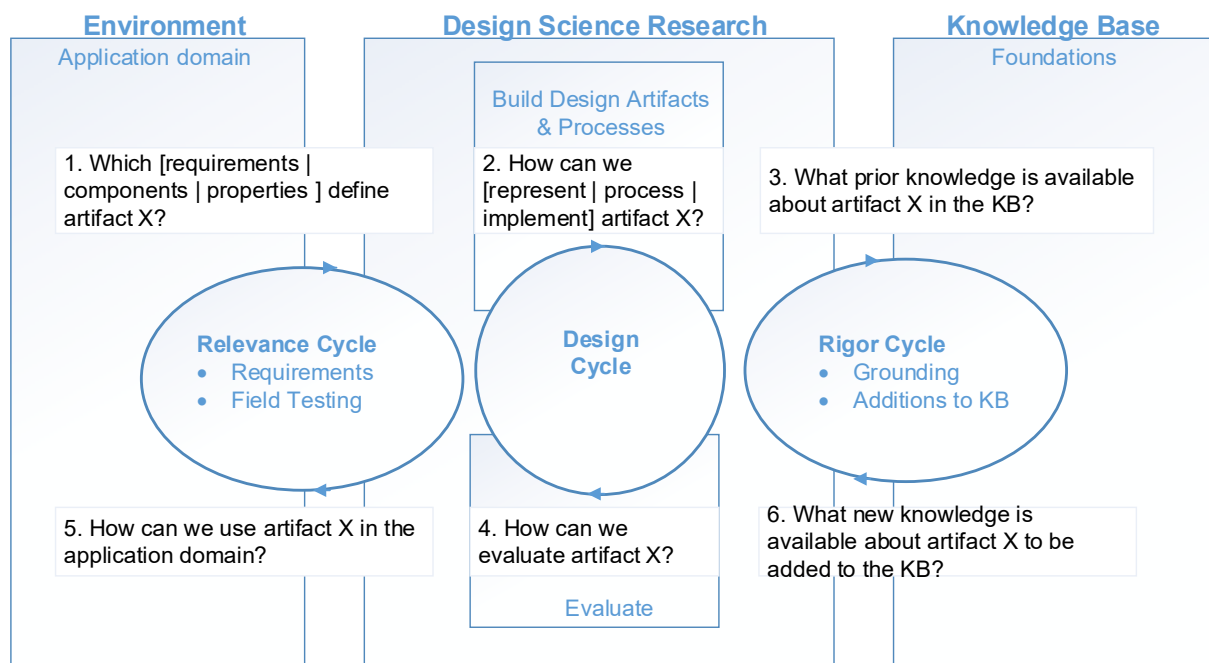 Environment
Application domain
Design Science Research
Knowledge Base
Foundations
Build Design Artifacts
& Processes
1. Which [requirements |
components | properties ] define
artifact X?
2. How can we
[represent | process |
implement] artifact X?
3. What prior knowledge is available
about artifact X in the KB?
Relevance Cycle
• Requirements
• Field Testing
Design
Cycle
Rigor Cycle
• Grounding
• Additions to KB
5. How can we use artifact X in the
application domain?
4. How can we
evaluate artifact X?
6. What new knowledge is
available about artifact X to be
added to the KB?
Evaluate